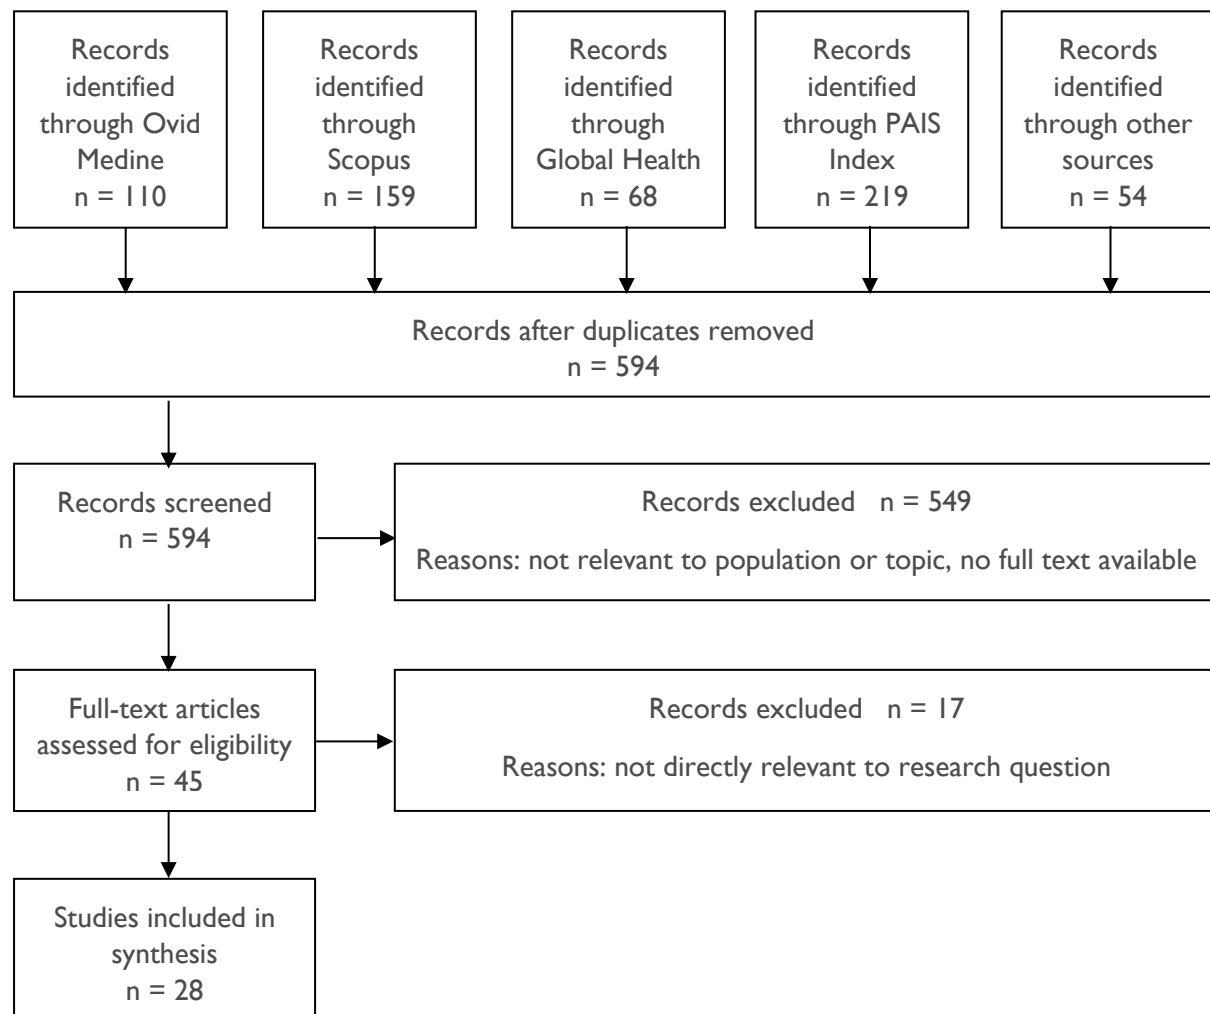 Records
identified
through Ovid
Medine
n = 110
Records
identified
through
Scopus
n = 159
Records
identified
through
Global Health
n = 68
Records
identified
through PAIS
Index
n = 219
Records
identified
through other
sources
n = 54
Records after duplicates removed
n = 594
Records screened
n = 594
Records excluded n = 549
Reasons: not relevant to population or topic, no full text available
Full-text articles
assessed for eligibility
n = 45
Records excluded n = 17
Reasons: not directly relevant to research question
Studies included in
synthesis
n = 28